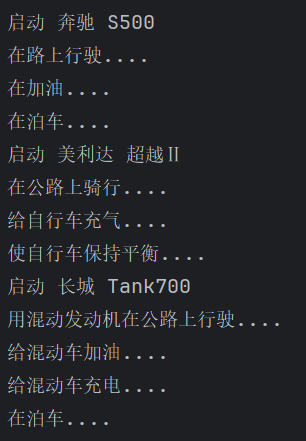 启动 奔驰 S500
在路上行驶....
在加油....
在泊车....
启动 美利达 超越Ⅱ
在公路上骑行....
给自行车充气....
使自行车保持平衡....
启动 长城 Tank700
用混动发动机在公路上行驶....
给混动车加油....
给混动车充电....
在泊车....